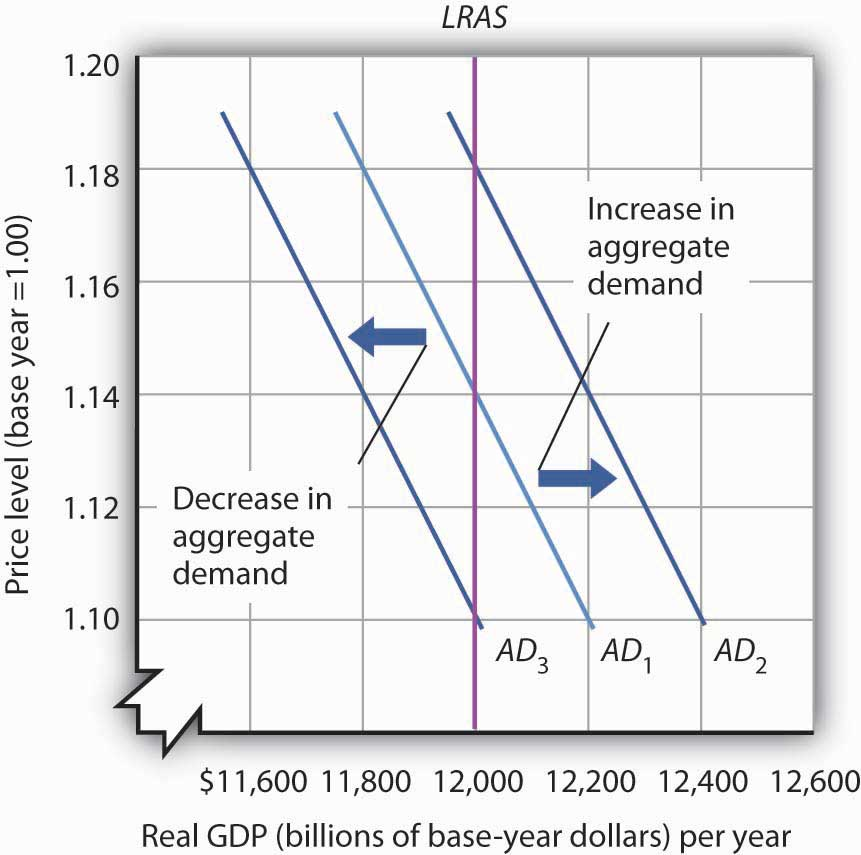 LRAS
1.20
1.18
1.16
1.14
1.12
1.10
Price level (base year = 1.00)
Increase in
aggregate
demand
Decrease in
aggregate
demand
AD3
AD1
AD2
$11,600 11,800 12,000 12,200 12,400 12,600
Real GDP (billions of base-year dollars) per year